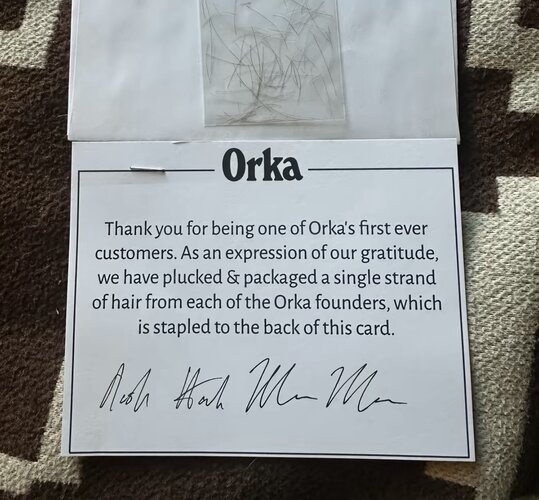 Orka
Thank you for being one of Orka's first ever
customers. As an expression of our gratitude,
we have plucked & packaged a single strand
of hair from each of the Orka founders, which
is stapled to the back of this card.